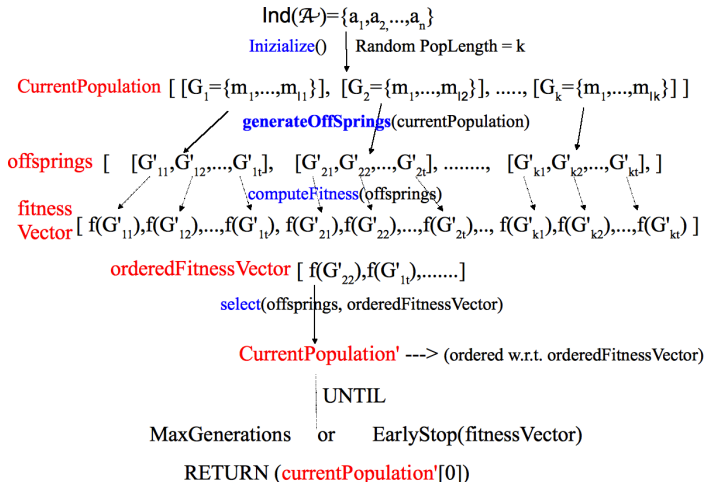 Ind(𝒜)={a1,a2,...,an}
Inizialize() Random PopLength = k
CurrentPopulation [ [G1={m1,...,ml1}], [G2={m1,...,ml2}], ....., [Gk={m1,...,mlk}] ]
generateOffSprings(currentPopulation)
offsprings [ [G'11,G'12,...,G'1t], [G'21,G'22,...,G'2t], ........, [G'k1,G'k2,...,G'kt], ]
computeFitness(offsprings)
fitness
Vector [ f(G'11),f(G'12),...,f(G'1t), f(G'21),f(G'22),...,f(G'2t),.., f(G'k1),f(G'k2),...,f(G'kt) ]
orderedFitnessVector [ f(G'22),f(G'1t),.......]
select(offsprings, orderedFitnessVector)
CurrentPopulation' ---> (ordered w.r.t. orderedFitnessVector)
UNTIL
MaxGenerations or EarlyStop(fitnessVector)
RETURN (currentPopulation'[0])